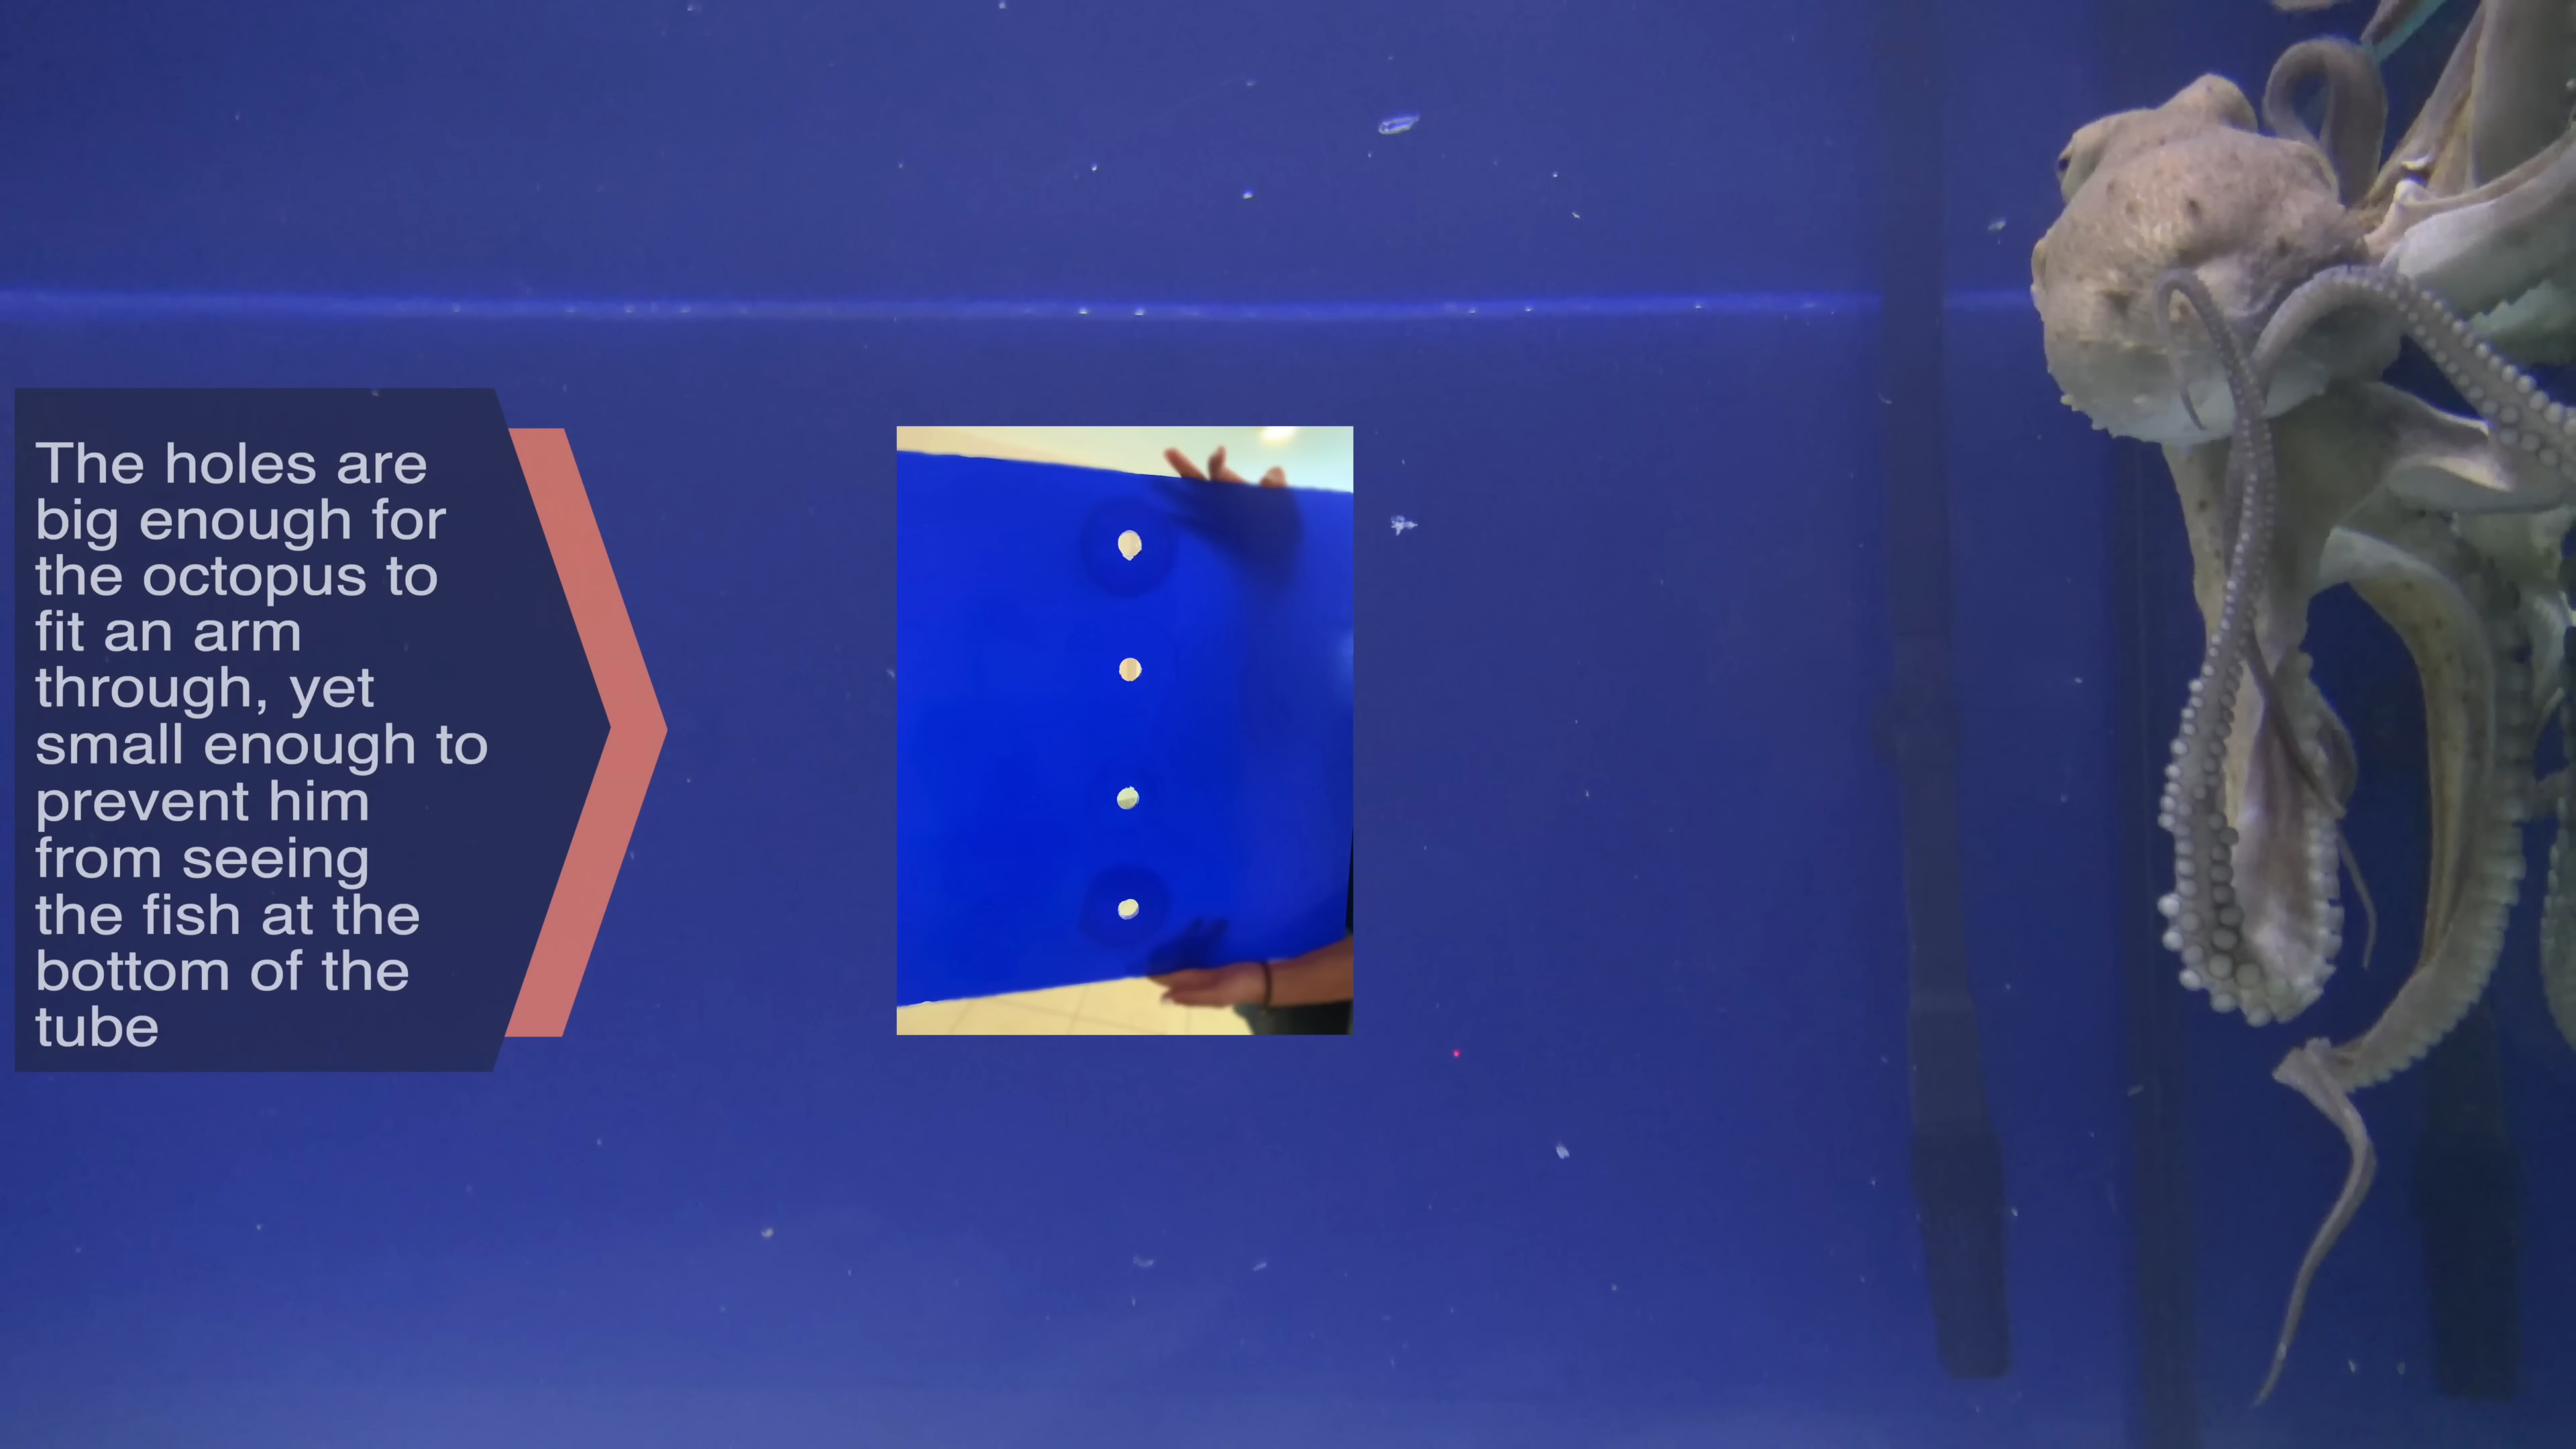 The holes are
big enough for
the octopus to
fit an arm
through, yet
small enough to
prevent him
from seeing
the fish at the
bottom of the
tube